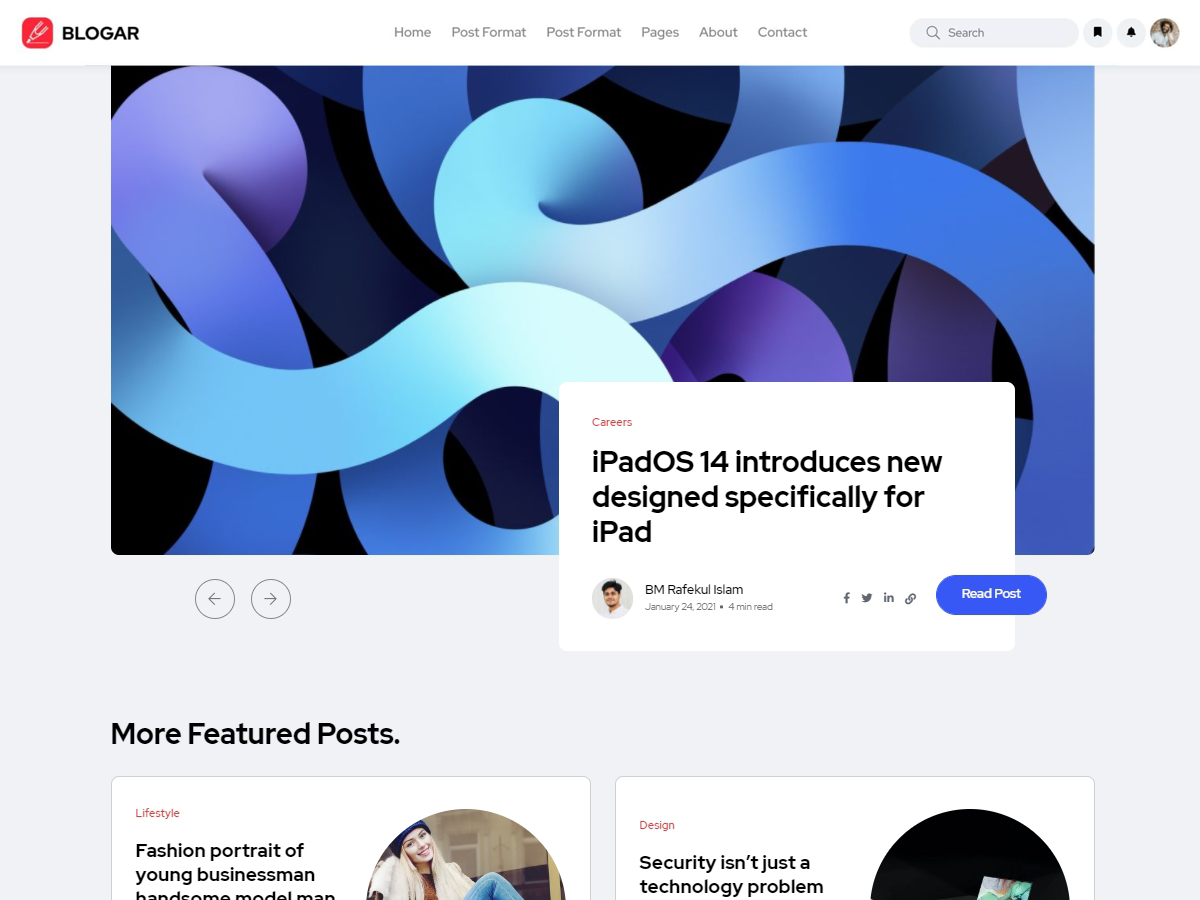 BLOGAR
Home
Post Format
Post Format
Pages
About
Contact
Search
Careers
iPadOS 14 introduces new
designed specifically for
iPad
BM Rafekul Islam
January 24, 2021 • 4 min read
Read Post
More Featured Posts.
Lifestyle
Fashion portrait of
young businessman
handsome model man
Design
Security isn’t just a
technology problem